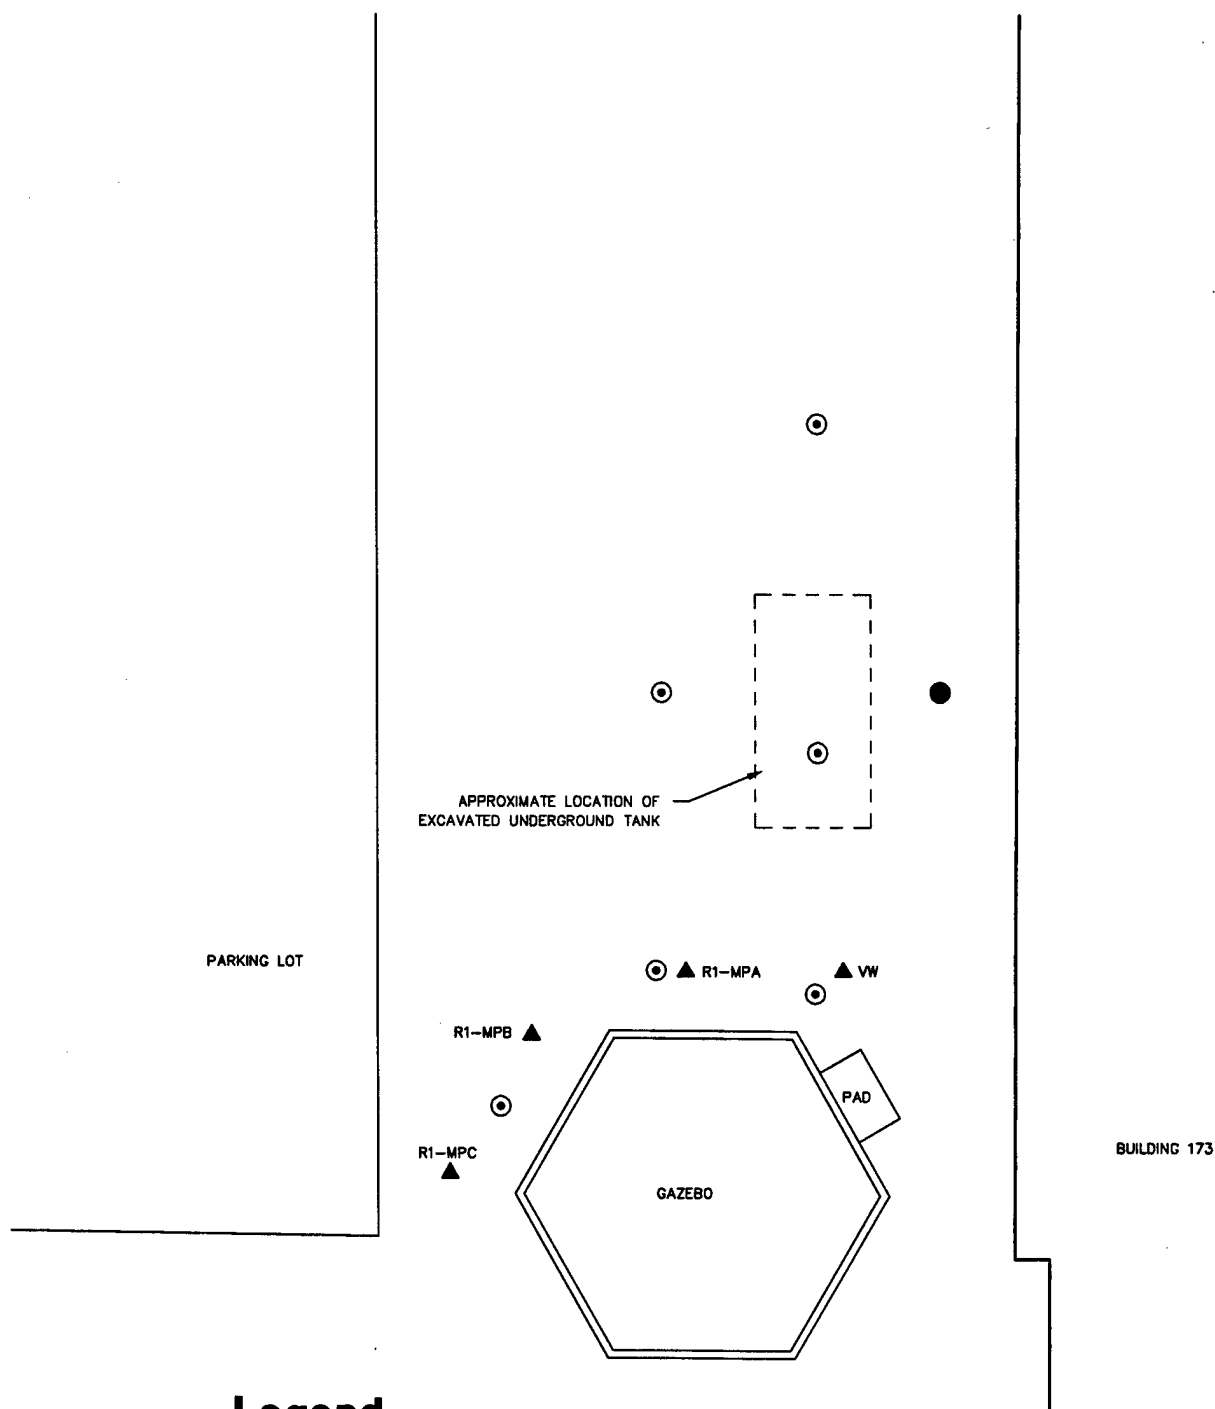 APPROXIMATE LOCATION OF
EXCAVATED UNDERGROUND TANK
PARKING LOT
R1-MPA
VW
R1-MPB
PAD
R1-MPC
BUILDING 173
GAZEBO
Legend